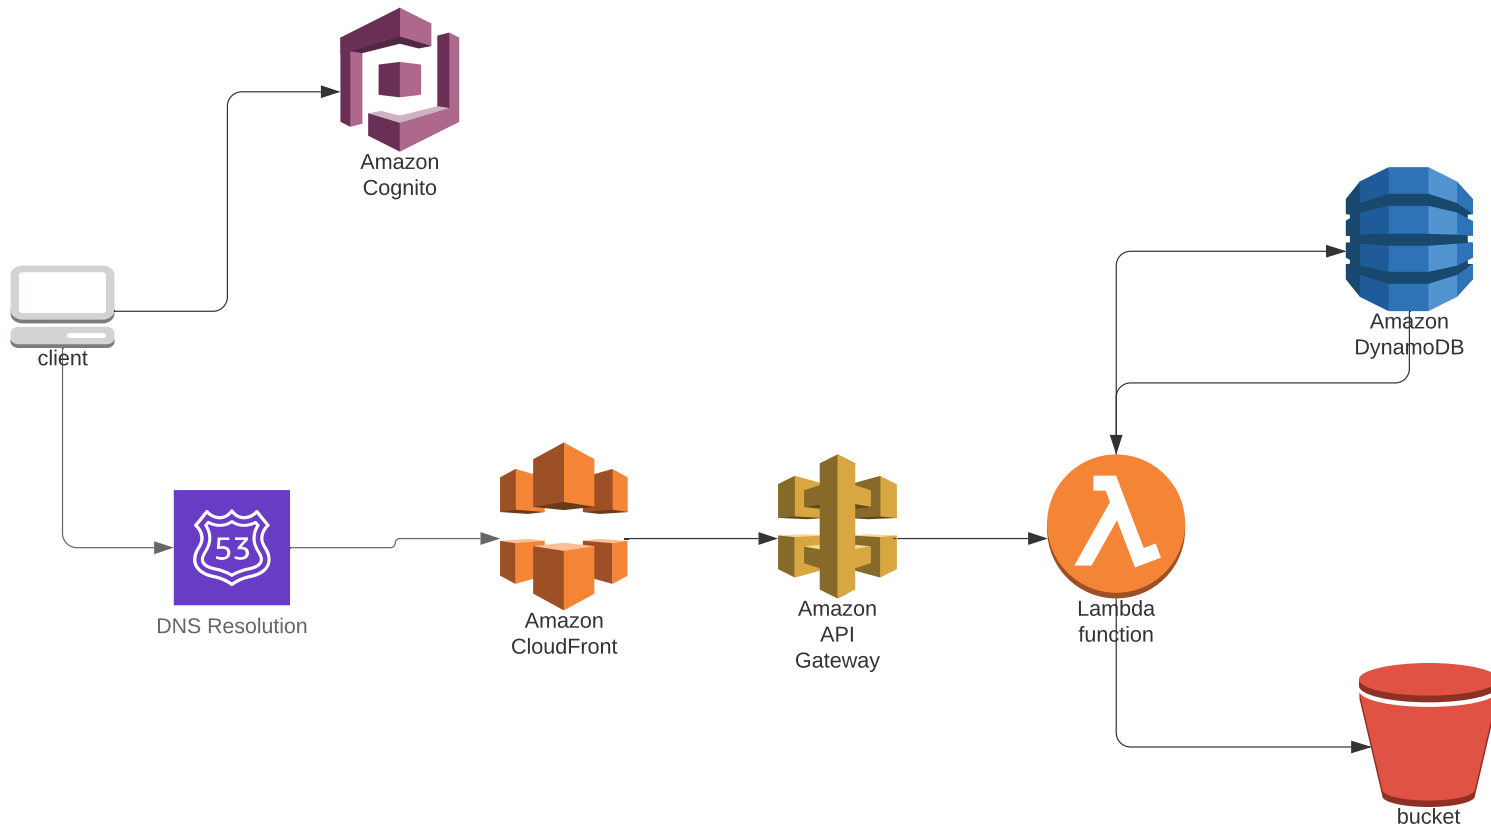 Amazon
Cognito
client
Amazon
DynamoDB
53
DNS Resolution
Amazon
CloudFront
Amazon
API
Gateway
Lambda
function
bucket